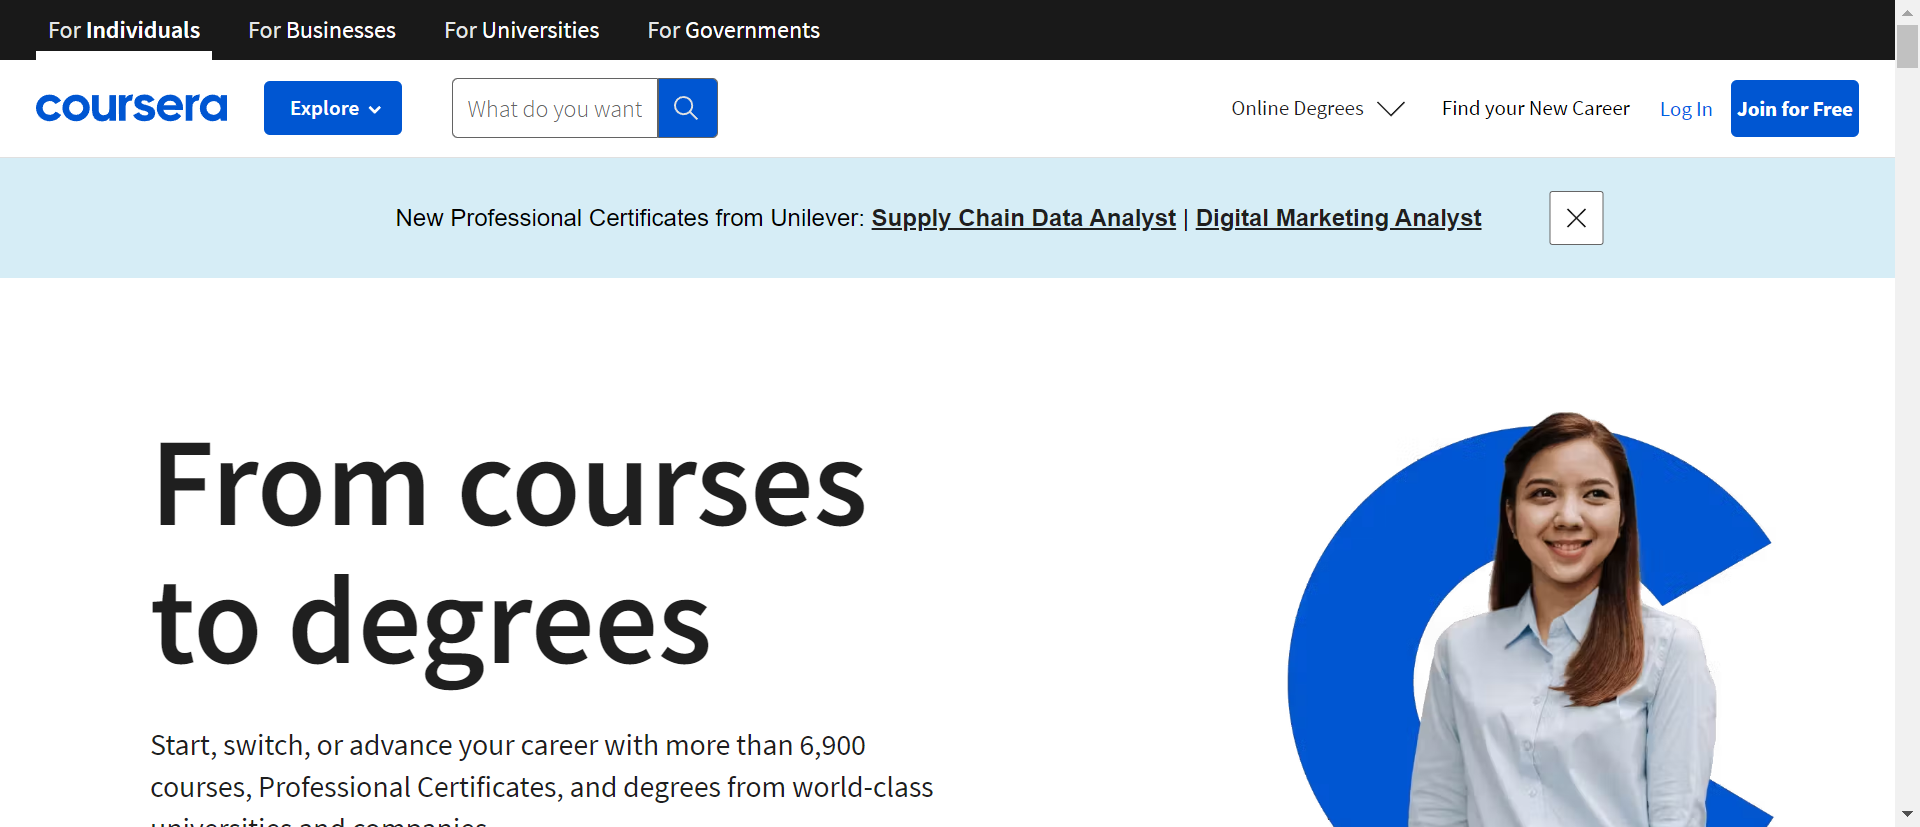 For Individuals For Businesses For Universities For Governments
coursera Explore What do you want Online Degrees Find your New Career Log In Join for Free
New Professional Certificates from Unilever: Supply Chain Data Analyst | Digital Marketing Analyst
From courses
to degrees
Start, switch, or advance your career with more than 6,900
courses, Professional Certificates, and degrees from world-class
universities and companies.